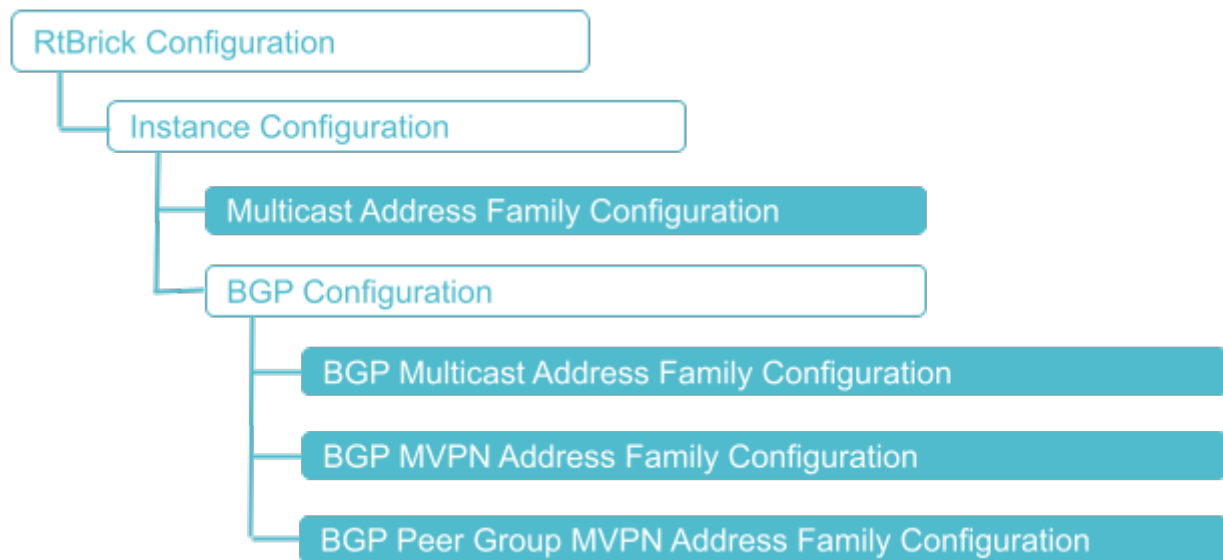 RtBrick Configuration
Instance Configuration
Multicast Address Family Configuration
BGP Configuration
BGP Multicast Address Family Configuration
BGP MVPN Address Family Configuration
BGP Peer Group MVPN Address Family Configuration